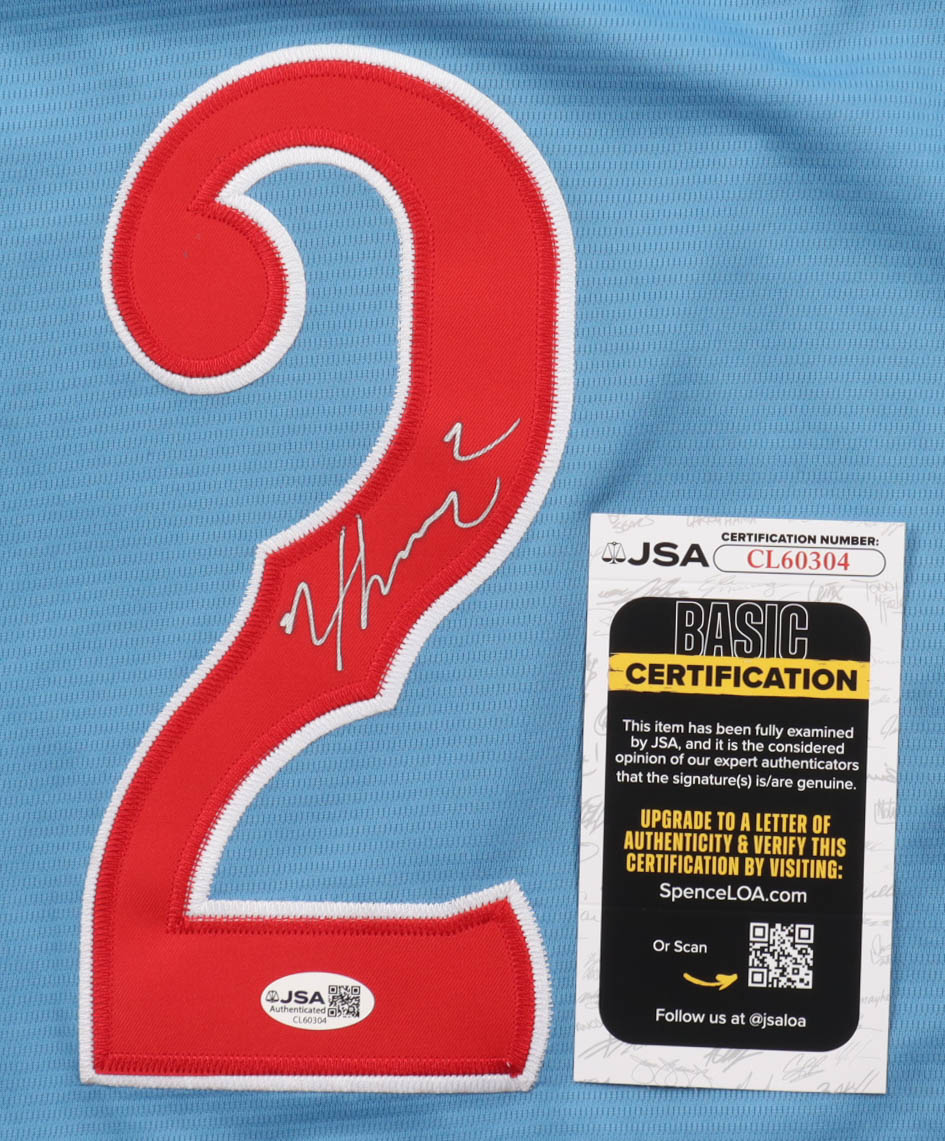 2
2
JSA
CERTIFICATION NUMBER:
CL60304
BASIC
CERTIFICATION
This item has been fully examined
by JSA, and it is the considered
opinion of our expert authenticators
that the signature(s) is/are genuine.
UPGRADE TO A LETTER OF
AUTHENTICITY & VERIFY THIS
CERTIFICATION BY VISITING:
SpenceLOA.com
Or Scan
Follow us at @jsaloa
JSA
Authenticated
CL60304